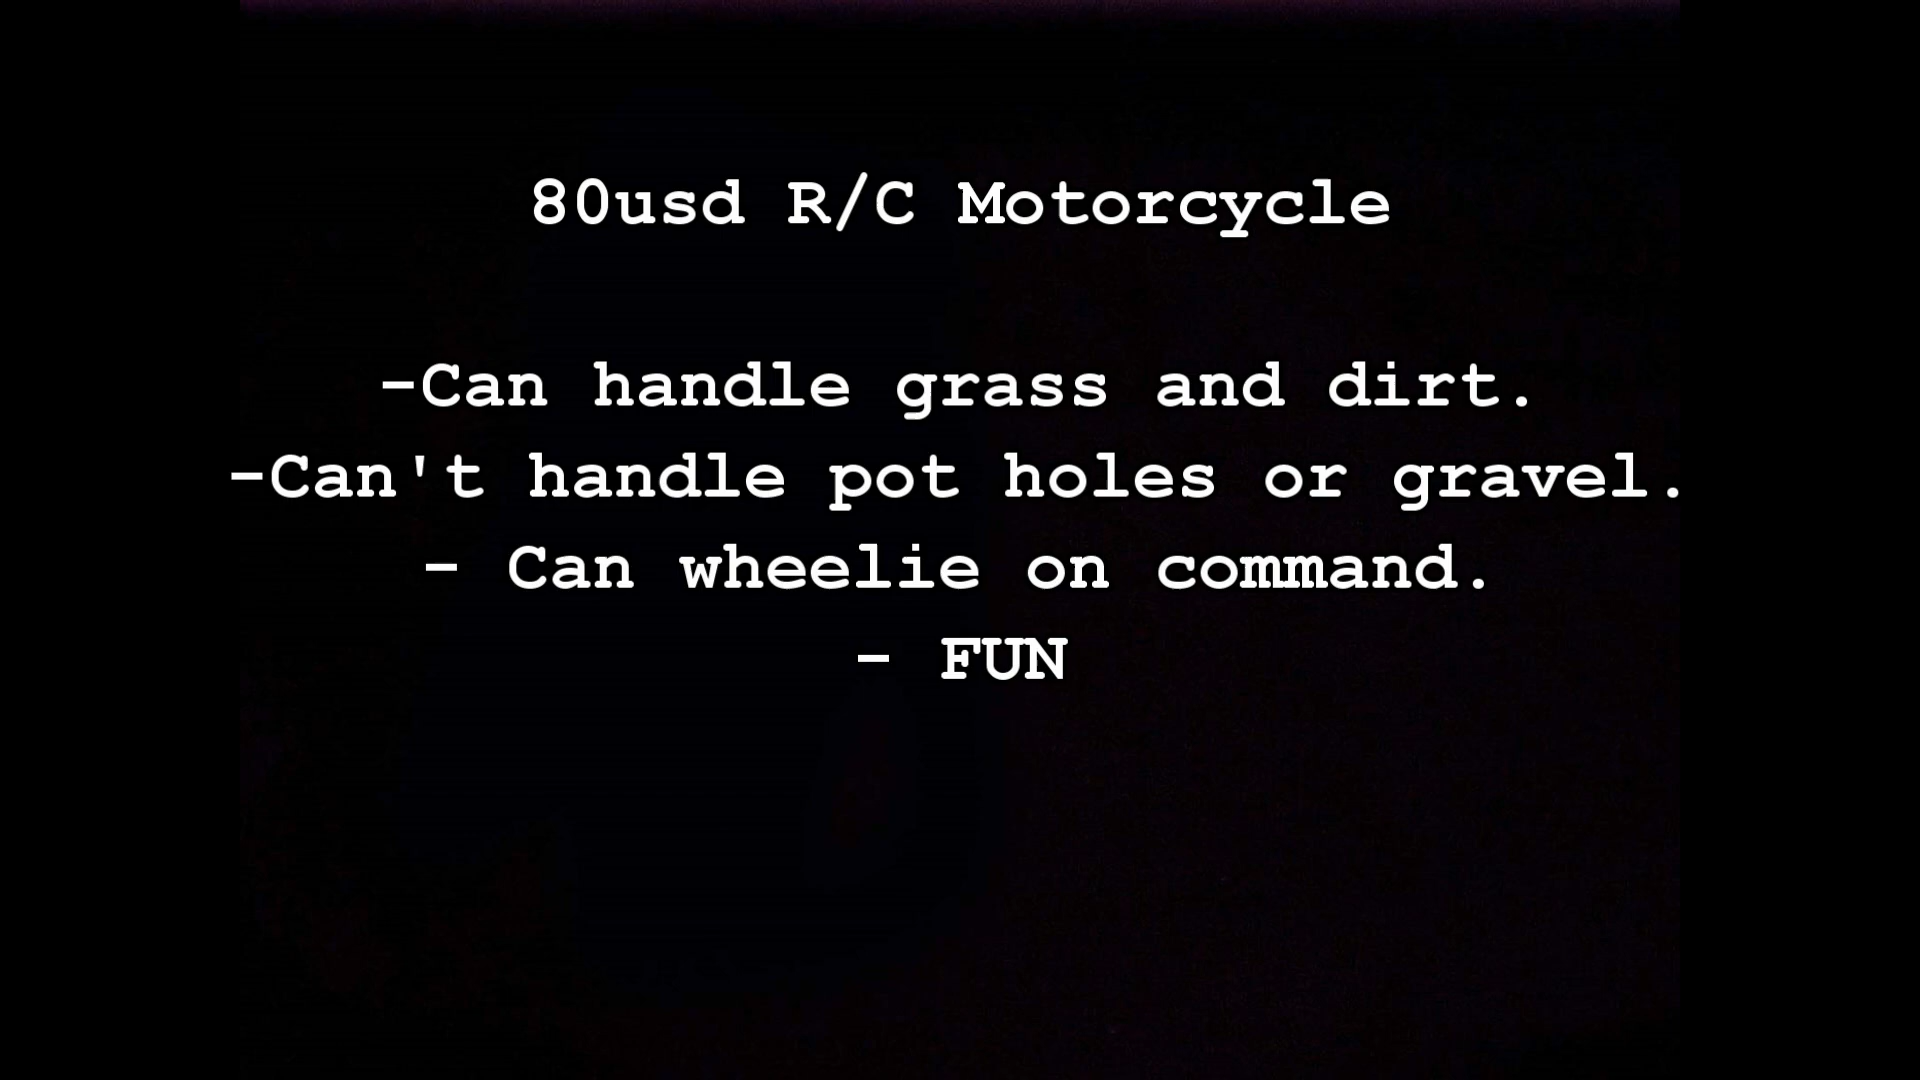 80usd R/C Motorcycle
-Can handle grass and dirt.
-Can't handle pot holes or gravel.
- Can wheelie on command.
- FUN